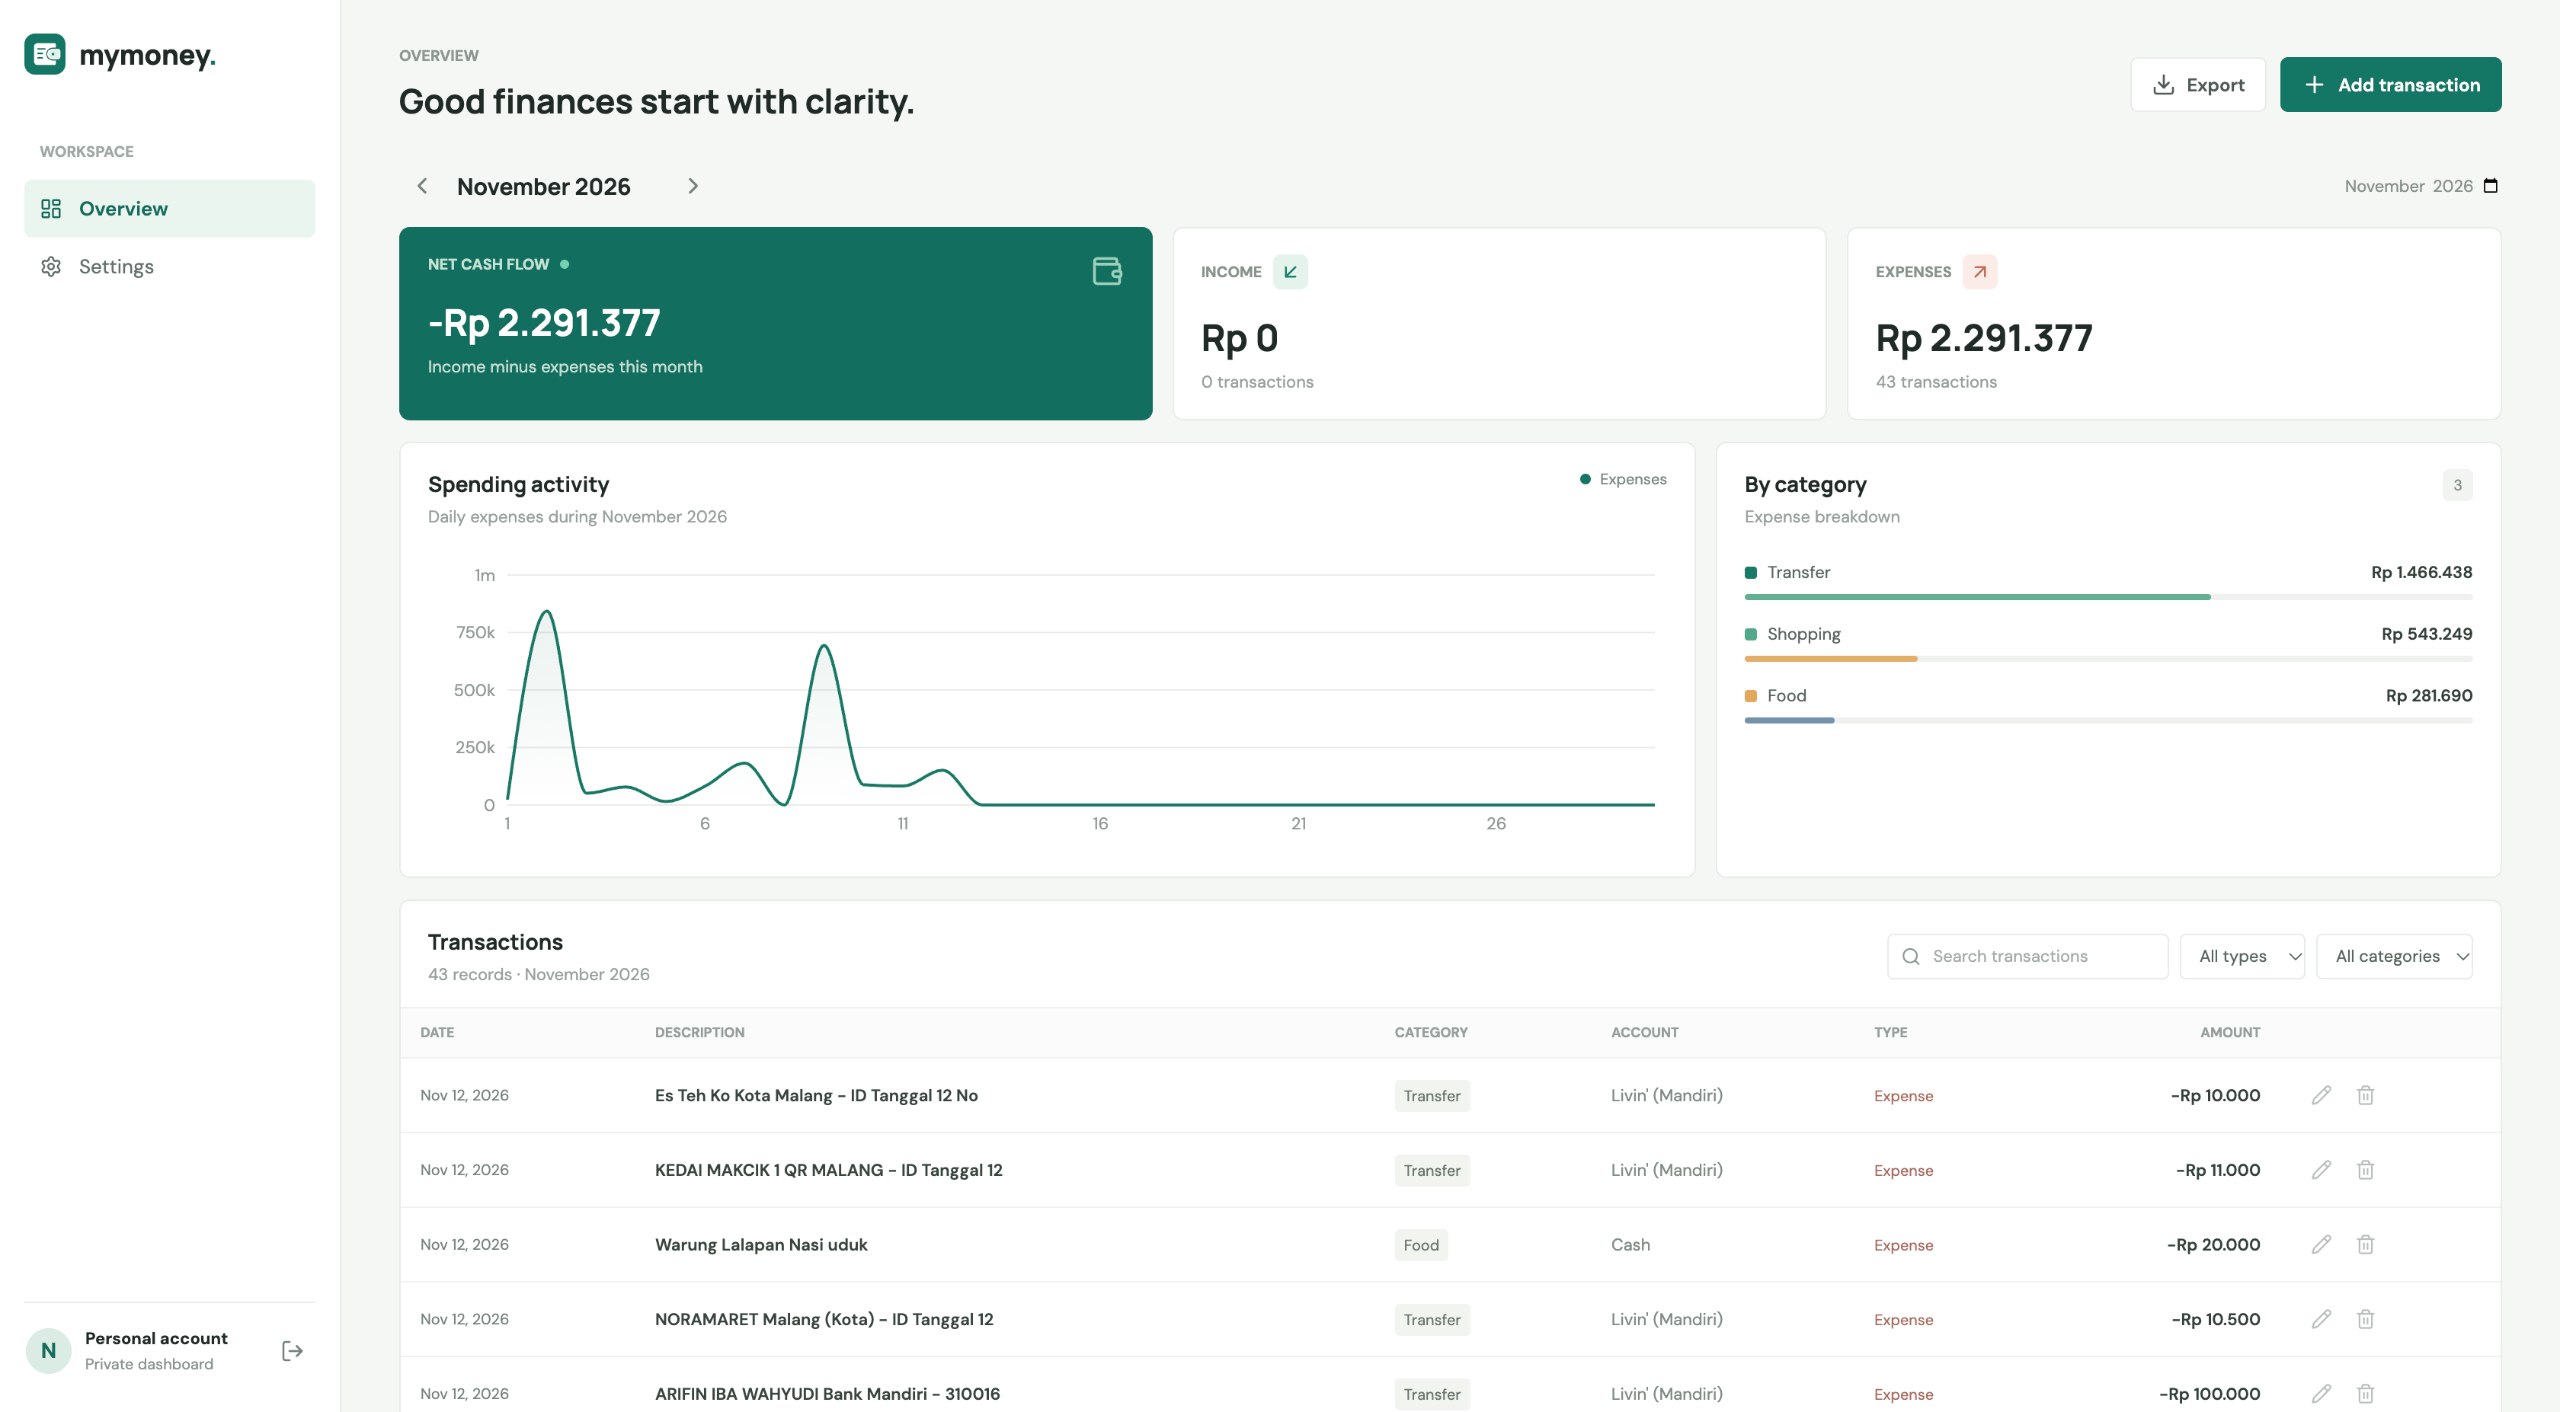 mymoney.
WORKSPACE
Overview
Settings
N
Personal account
Private dashboard
OVERVIEW
Good finances start with clarity.
Export
Add transaction
November 2026
November 2026
NET CASH FLOW
-Rp 2.291.377
Income minus expenses this month
INCOME
Rp 0
0 transactions
EXPENSES
Rp 2.291.377
43 transactions
Spending activity
Daily expenses during November 2026
Expenses
1m
750k
500k
250k
0
1 6 11 16 21 26
By category
Expense breakdown
3
Transfer Rp 1.466.438
Shopping Rp 543.249
Food Rp 281.690
Transactions
43 records · November 2026
Search transactions
All types
All categories
DATE DESCRIPTION CATEGORY ACCOUNT TYPE AMOUNT
Nov 12, 2026 Es Teh Ko Kota Malang - ID Tanggal 12 No Transfer Livin' (Mandiri) Expense -Rp 10.000
Nov 12, 2026 KEDAI MAKCIK 1 QR MALANG - ID Tanggal 12 Transfer Livin' (Mandiri) Expense -Rp 11.000
Nov 12, 2026 Warung Lalapan Nasi uduk Food Cash Expense -Rp 20.000
Nov 12, 2026 NORAMARET Malang (Kota) - ID Tanggal 12 Transfer Livin' (Mandiri) Expense -Rp 10.500
Nov 12, 2026 ARIFIN IBA WAHYUDI Bank Mandiri - 310016 Transfer Livin' (Mandiri) Expense -Rp 100.000